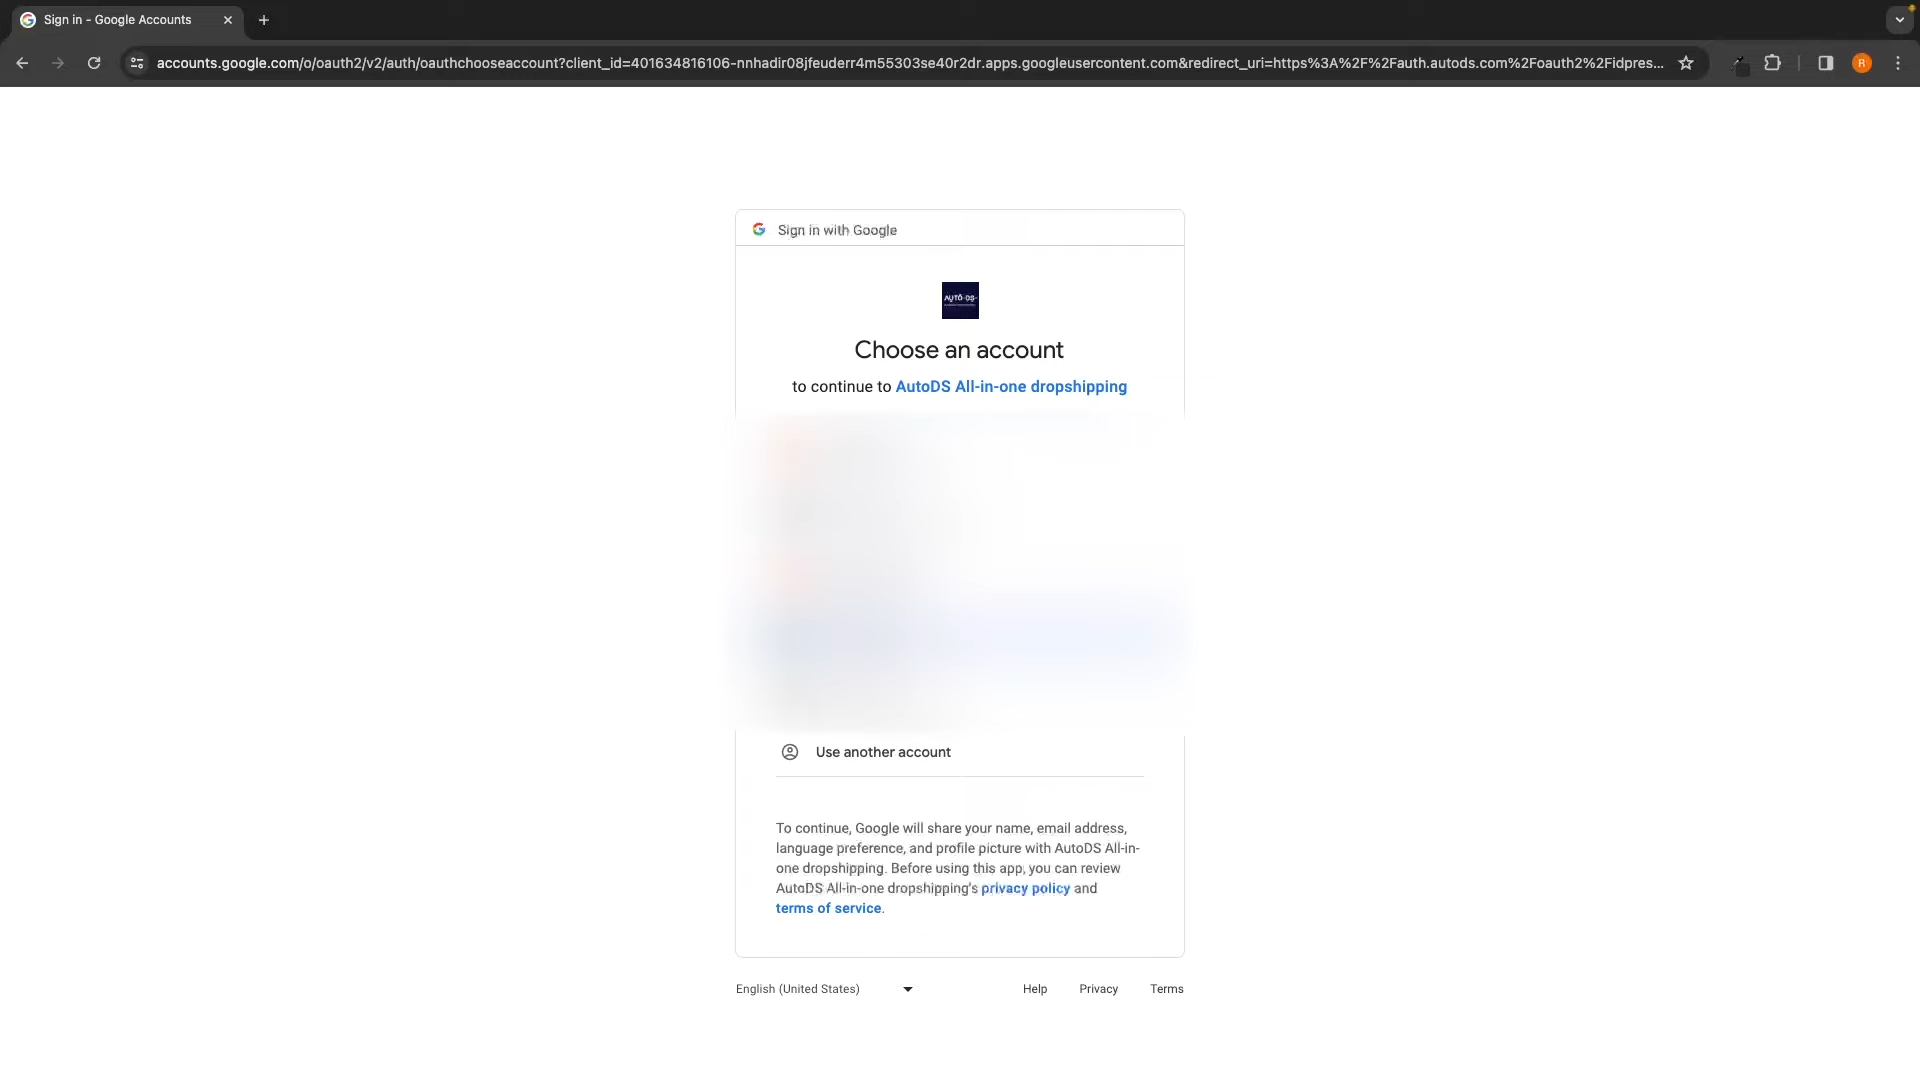 Sign in - Google Accounts
accounts.google.com/o/oauth2/v2/auth/oauthchooseaccount?client_id=401634816106-nnhadir08jfeuderr4m55303se40r2dr.apps.googleusercontent.com&redirect_uri=https%3A%2F%2Fauth.autods.com%2Foauth2%2Fidpres...
R
Sign in with Google
AUTO-DS-
Choose an account
to continue to AutoDS All-in-one dropshipping
Use another account
To continue, Google will share your name, email address,
language preference, and profile picture with AutoDS All-in-
one dropshipping. Before using this app, you can review
AutoDS All-in-one dropshipping's privacy policy and
terms of service.
English (United States)
Help Privacy Terms